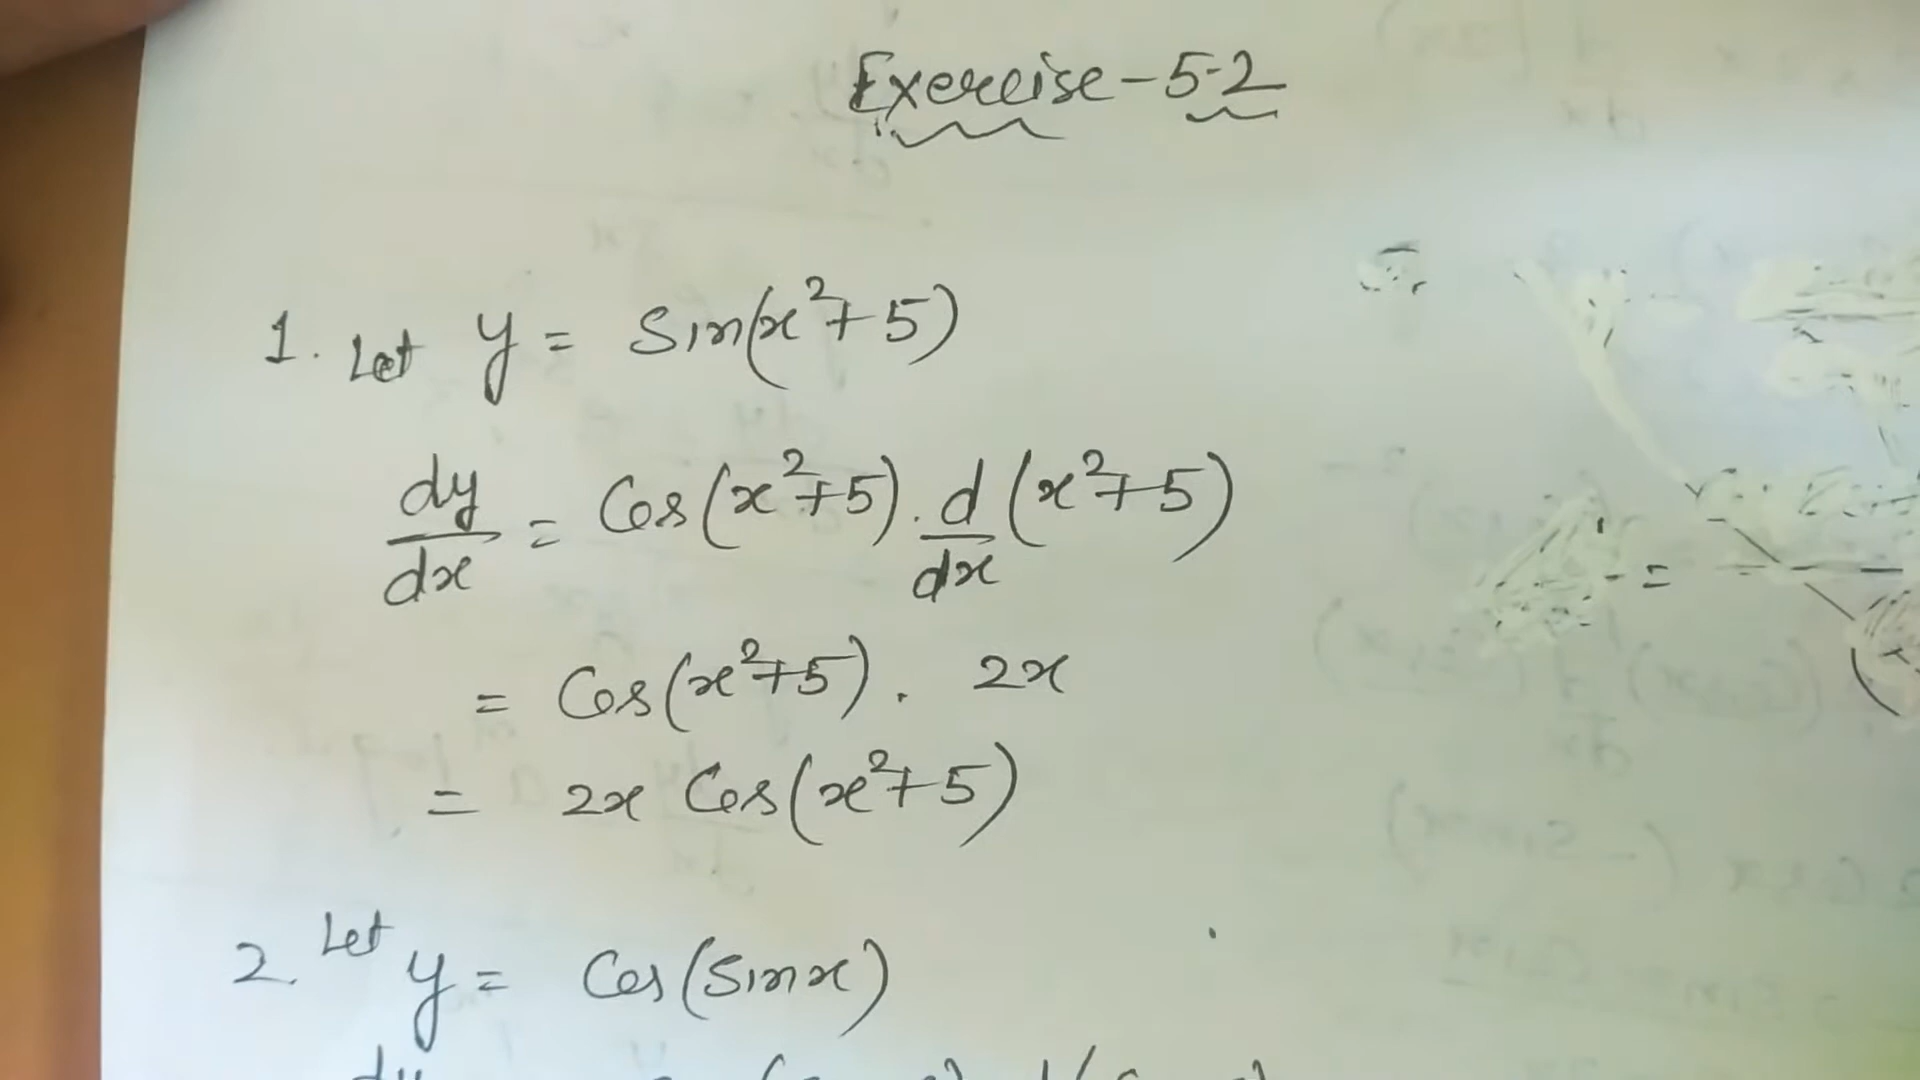 Exercise-5.2
1. Let y = Sin(x²+5)
dy/dx = Cos(x²+5). d/dx (x²+5)
= Cos(x²+5). 2x
= 2x Cos(x²+5)
2. Let y = Cos(Sinx)